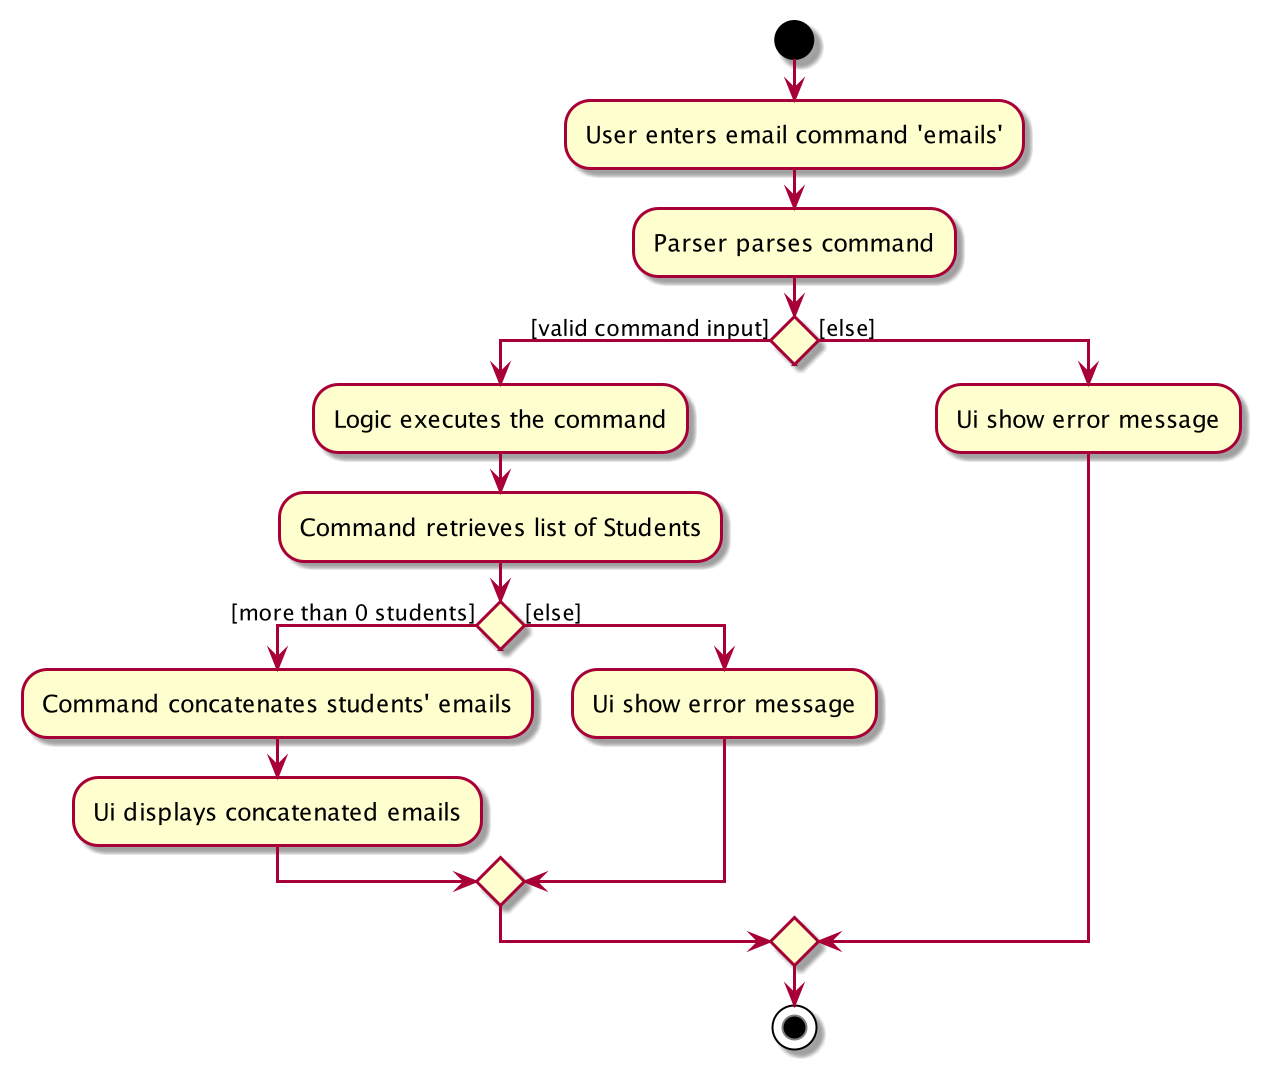 User enters email command 'emails'
Parser parses command
[valid command input]
[else]
Logic executes the command
Ui show error message
Command retrieves list of Students
[more than 0 students]
[else]
Command concatenates students' emails
Ui show error message
Ui displays concatenated emails